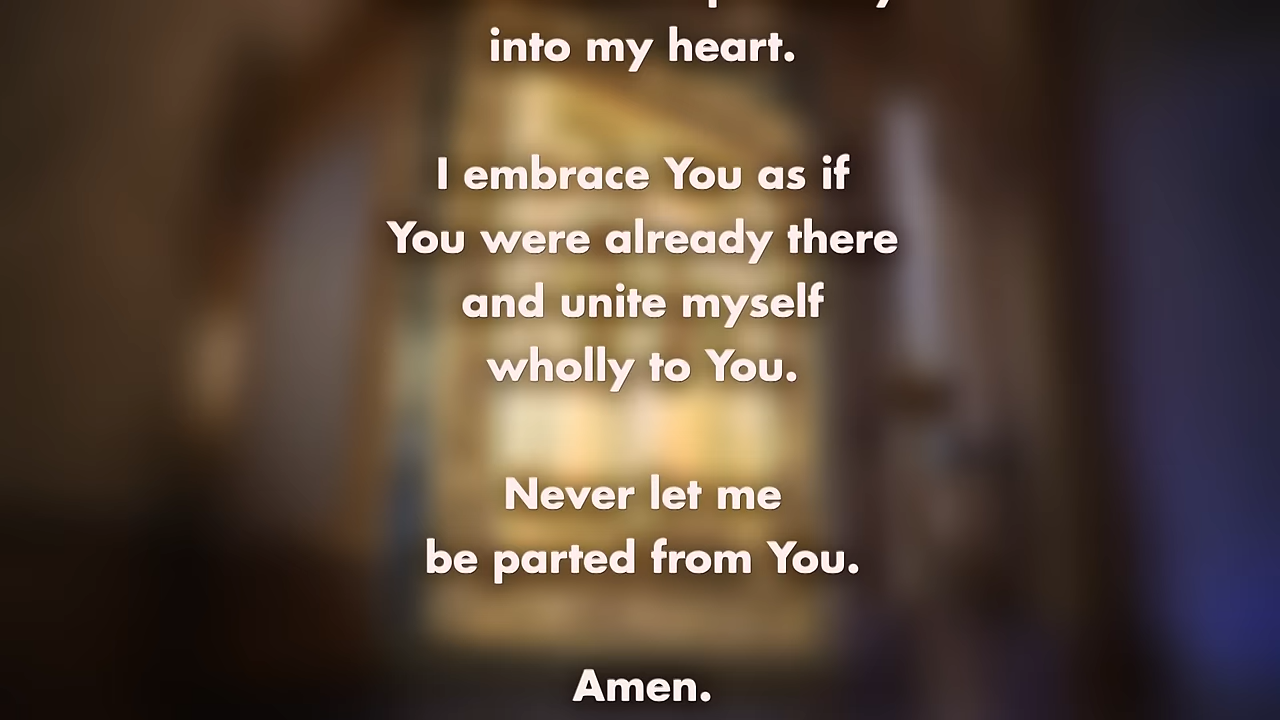 into my heart.
I embrace You as if
You were already there
and unite myself
wholly to You.
Never let me
be parted from You.
Amen.